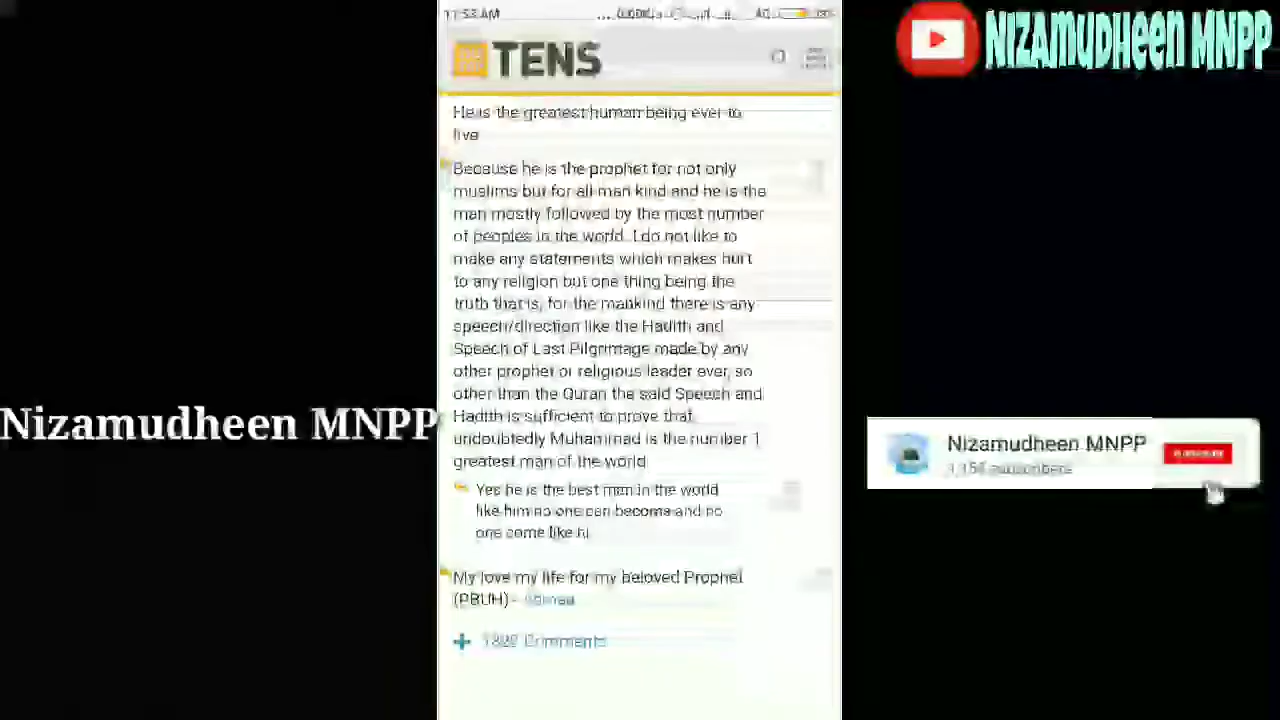 11:53 AM
NIZAMUDHEEN MNPP
TENS
He is the greatest human being ever to
live
Because he is the prophet for not only
muslims but for all man kind and he is the
man mostly followed by the most number
of peoples in the world. I do not like to
make any statements which makes hurt
to any religion but one thing being the
truth that is, for the mankind there is any
speech/direction like the Hadith and
Speech of Last Pilgrimage made by any
other prophet or religious leader ever, so
other than the Quran the said Speech and
Hadith is sufficient to prove that
undoubtedly Muhammad is the number 1
greatest man of the world
Yes he is the best man in the world
like him no one can become and no
one come like hi
My love my life for my beloved Prophet
(PBUH) -
+ Comments
Nizamudheen MNPP
Nizamudheen MNPP
subscribers
SUBSCRIBE